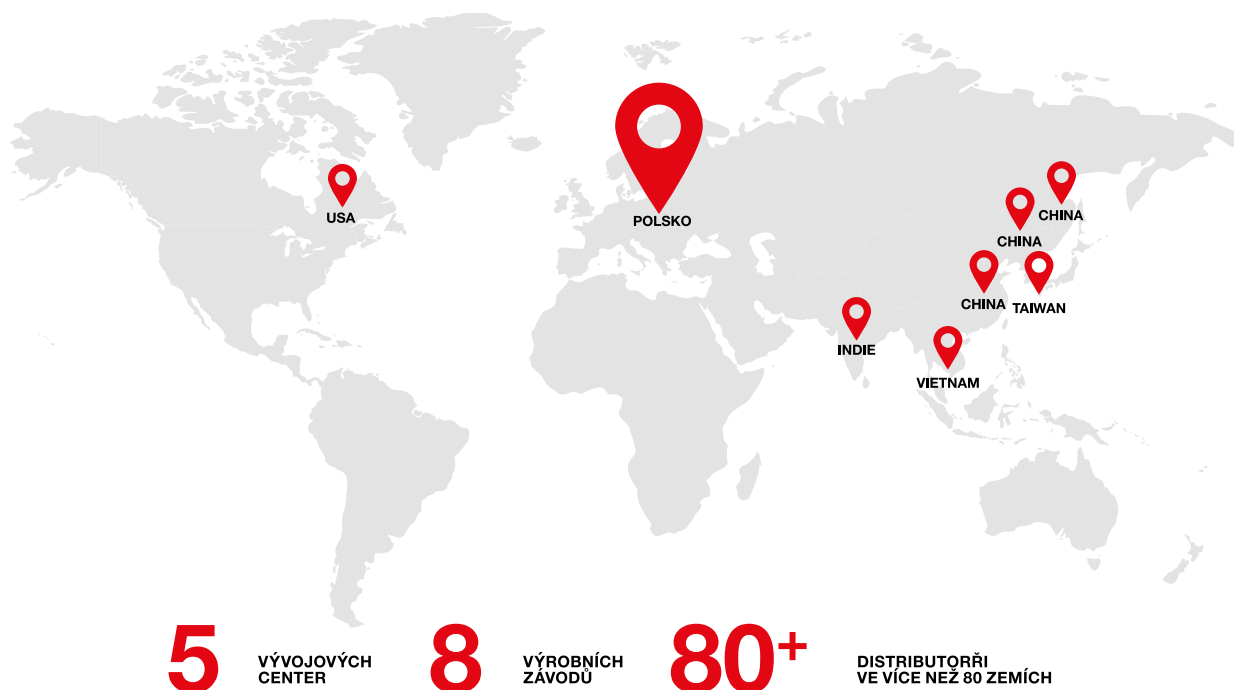 USA
POLSKO
CHINA
CHINA
CHINA
TAIWAN
INDIE
VIETNAM
5 VÝVOJOVÝCH
CENTER
8 VÝROBNÍCH
ZÁVODŮ
80+ DISTRIBUTORŘI
VE VÍCE NEŽ 80 ZEMÍCH